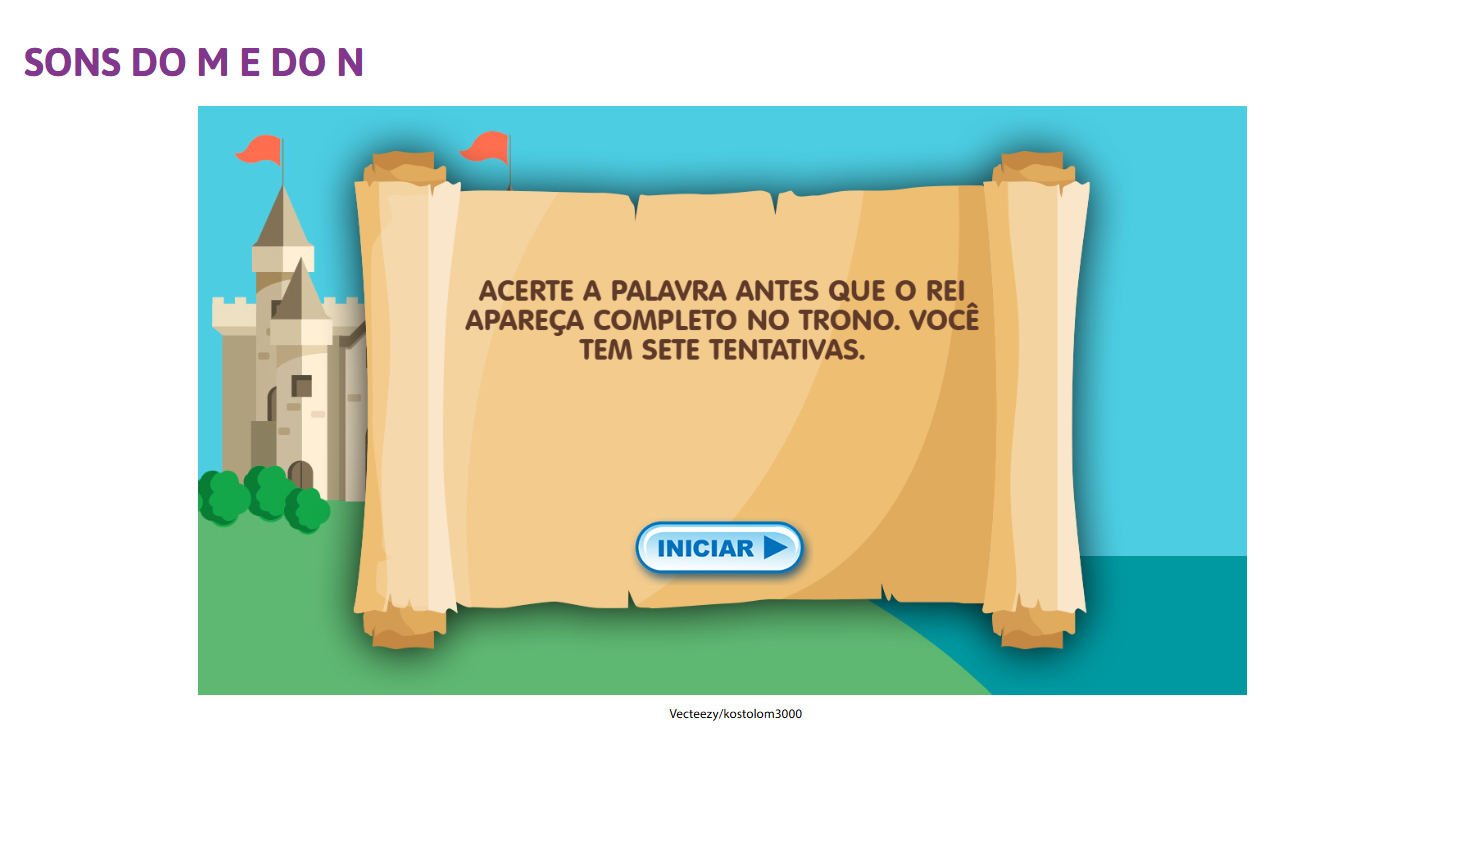 SONS DO M E DO N
ACERTE A PALAVRA ANTES QUE O REI
APAREÇA COMPLETO NO TRONO. VOCÊ
TEM SETE TENTATIVAS.
INICIAR
Vecteezy/kostolom3000